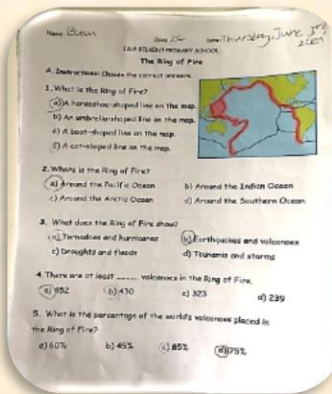 Name
Class
Date: Thursday, June 3rd
PRIMARY SCHOOL
The Ring of Fire
A. Instructions: Choose the correct answers.
1. What is the Ring of Fire?
a) A horseshoe-shaped line on the map.
b) An umbrella-shaped line on the map.
c) A boat-shaped line on the map.
d) A cat-shaped line on the map.
2. Where is the Ring of Fire?
a) Around the Pacific Ocean
b) Around the Indian Ocean
c) Around the Arctic Ocean
d) Around the Southern Ocean
3. What does the Ring of Fire show?
a) Tornadoes and hurricanes
b) Earthquakes and volcanoes
c) Droughts and floods
d) Tsunamis and storms
4. There are at least ...... volcanoes in the Ring of Fire.
a) 452
b) 430
c) 323
d) 239
5. What is the percentage of the world's volcanoes placed in
the Ring of Fire?
a) 60%
b) 45%
c) 85%
d) 75%